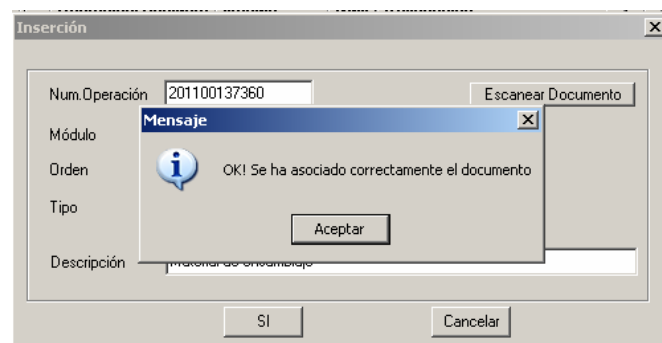 Inserción
Num.Operación 201100137360 Escanear Documento
Mensaje
Módulo
OK! Se ha asociado correctamente el documento
Orden
Tipo
Aceptar
Descripción
SI Cancelar